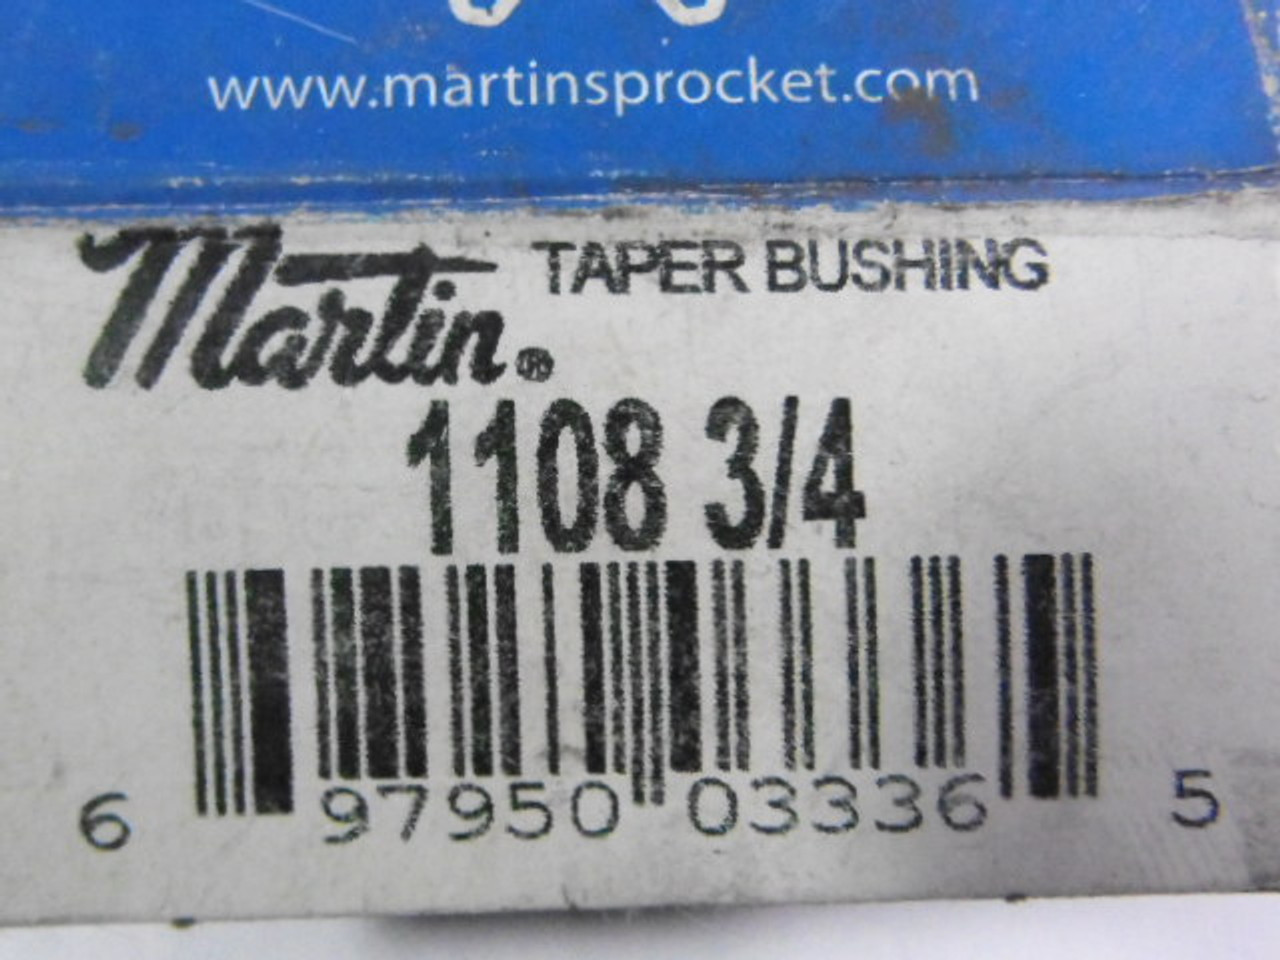 www.martinsprocket.com
Martin® TAPER BUSHING
1108 3/4
6 97950 03336 5